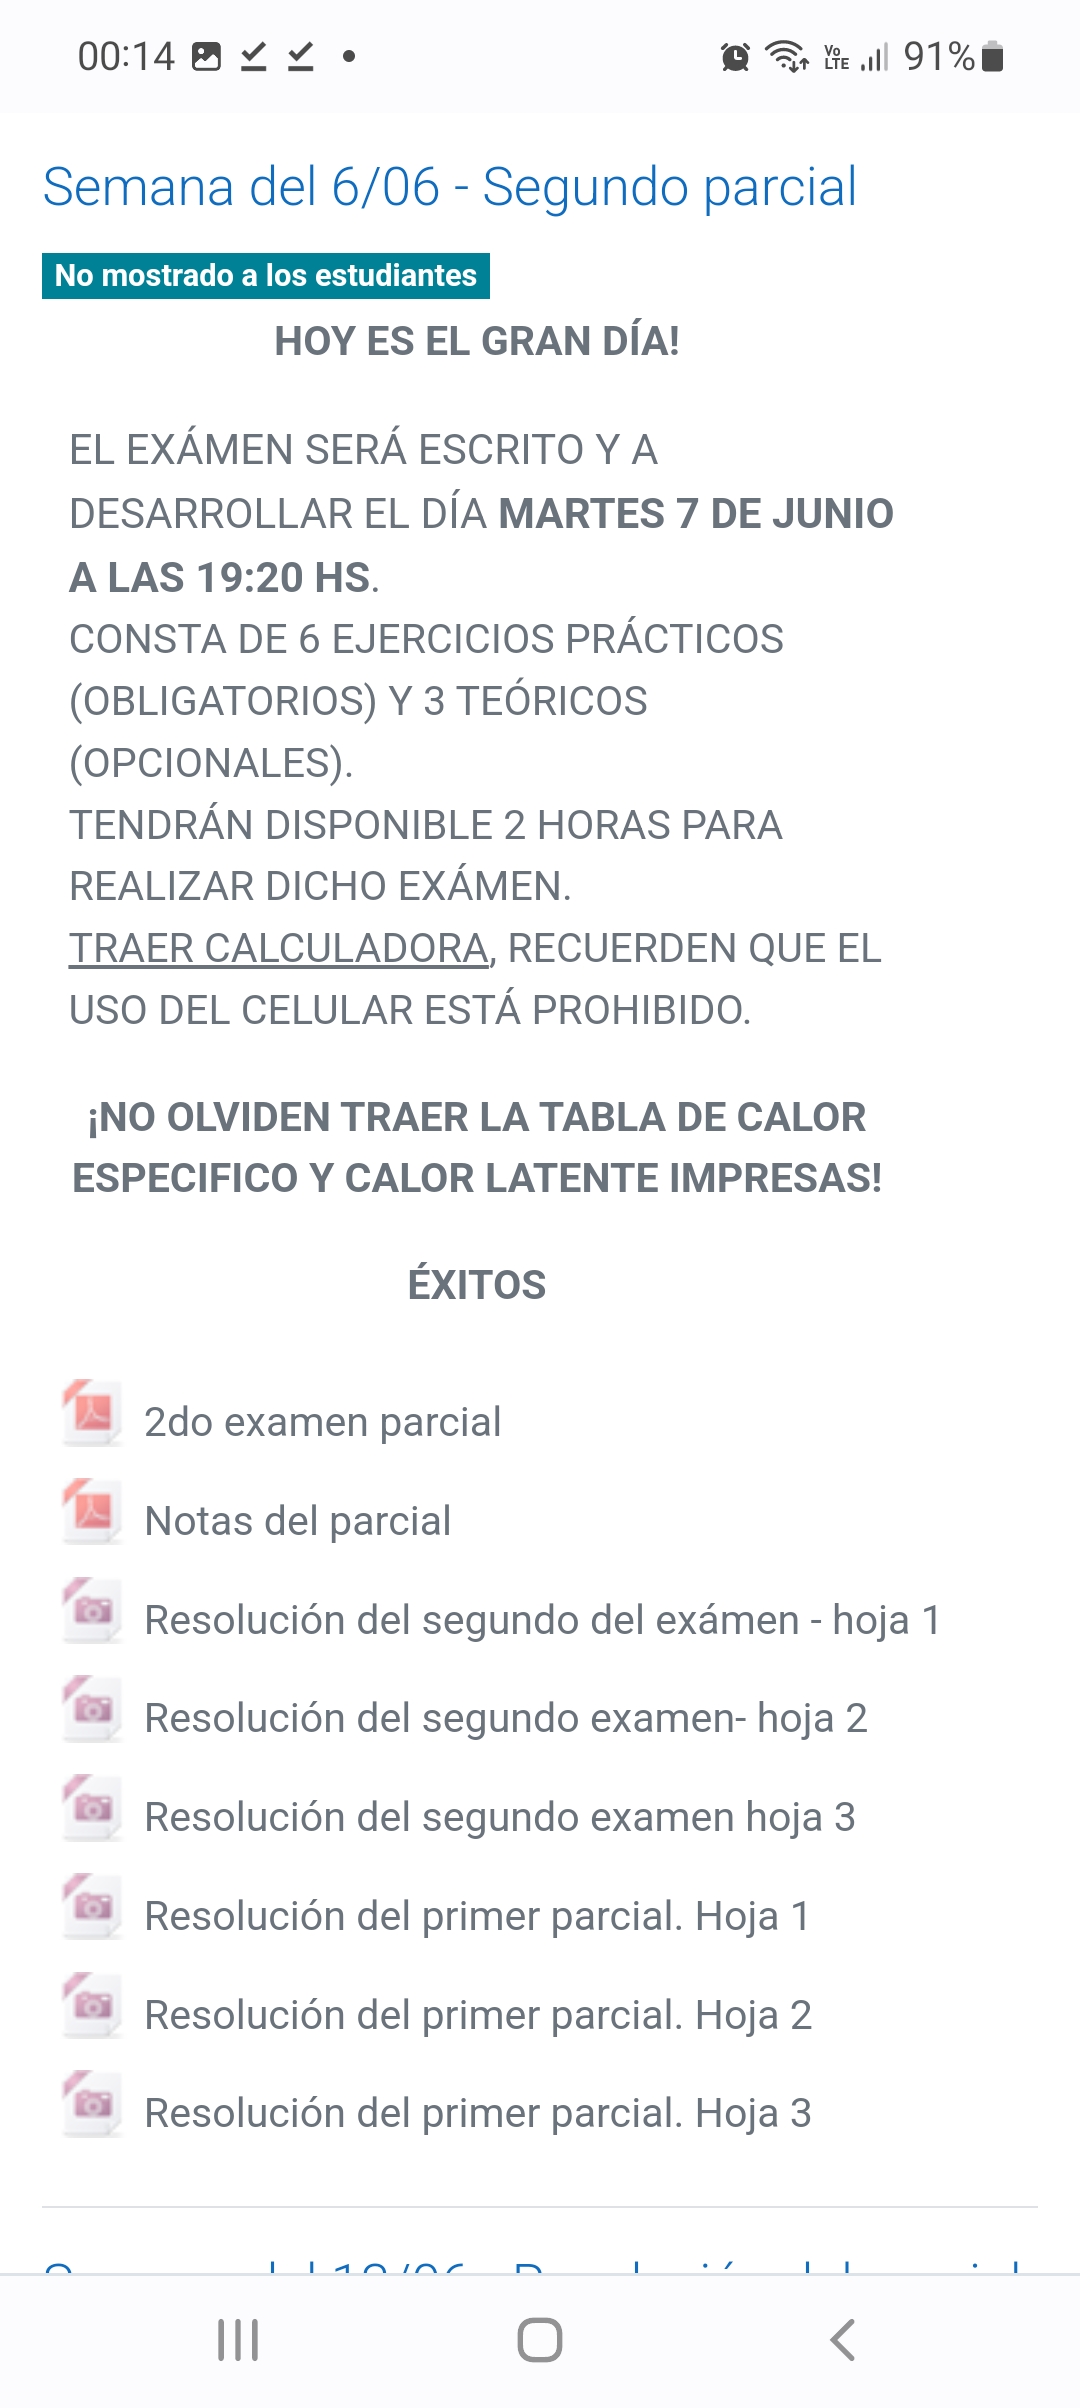 00:14
Vo LTE 91%
Semana del 6/06 - Segundo parcial
No mostrado a los estudiantes
HOY ES EL GRAN DÍA!
EL EXÁMEN SERÁ ESCRITO Y A
DESARROLLAR EL DÍA MARTES 7 DE JUNIO
A LAS 19:20 HS.
CONSTA DE 6 EJERCICIOS PRÁCTICOS
(OBLIGATORIOS) Y 3 TEÓRICOS
(OPCIONALES).
TENDRÁN DISPONIBLE 2 HORAS PARA
REALIZAR DICHO EXÁMEN.
TRAER CALCULADORA, RECUERDEN QUE EL
USO DEL CELULAR ESTÁ PROHIBIDO.
¡NO OLVIDEN TRAER LA TABLA DE CALOR
ESPECIFICO Y CALOR LATENTE IMPRESAS!
ÉXITOS
2do examen parcial
Notas del parcial
Resolución del segundo del exámen - hoja 1
Resolución del segundo examen- hoja 2
Resolución del segundo examen hoja 3
Resolución del primer parcial. Hoja 1
Resolución del primer parcial. Hoja 2
Resolución del primer parcial. Hoja 3